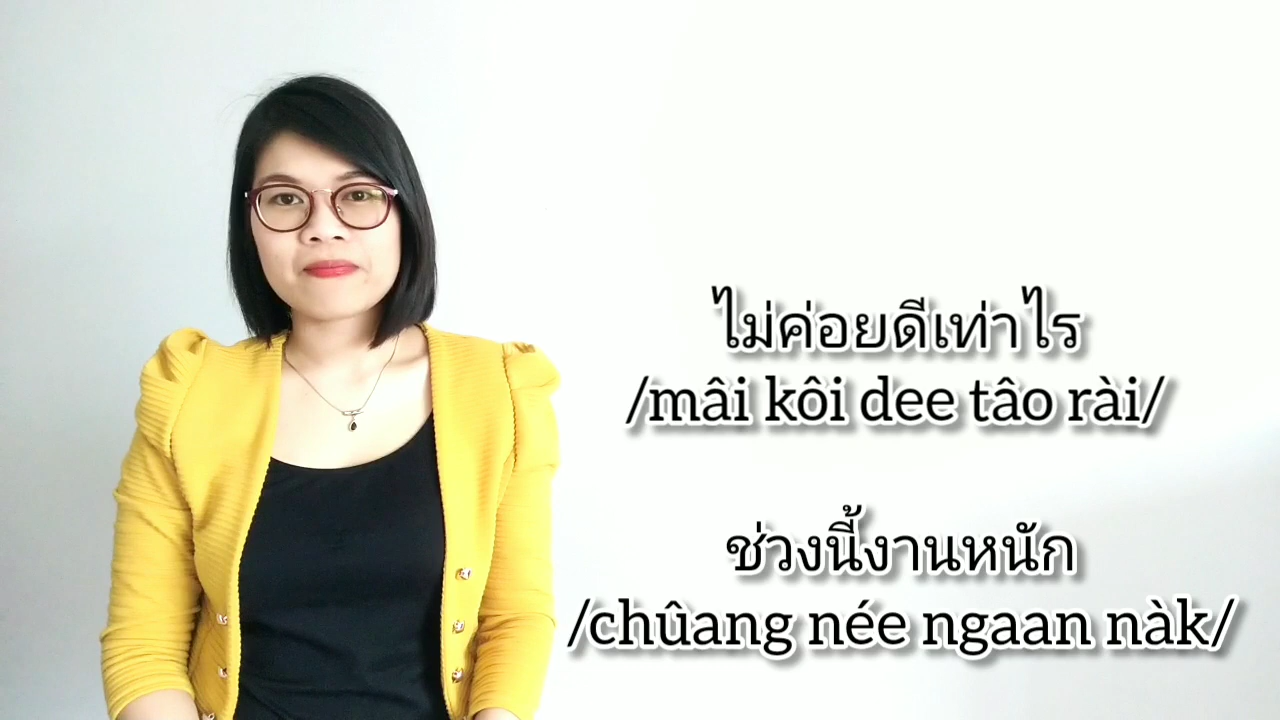 ไม่ค่อยดีเท่าไร
/mâi kôi dee tâo rài/
ช่วงนี้งานหนัก
/chûang née ngaan nàk/